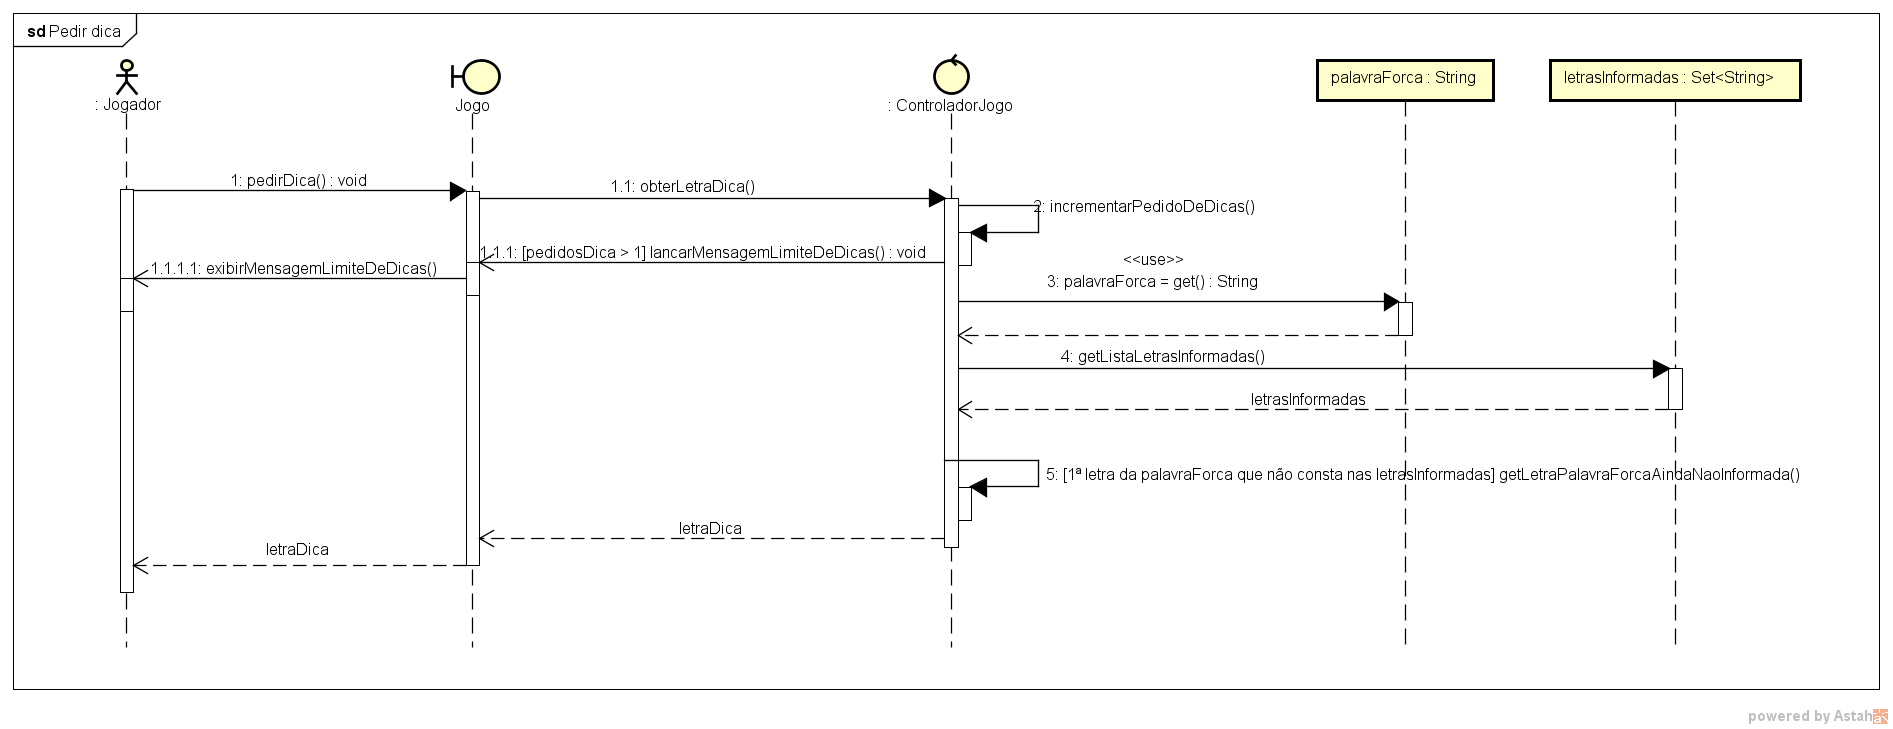 sd Pedir dica
: Jogador
Jogo
: ControladorJogo
palavraForca : String
letrasInformadas : Set<String>
1: pedirDica() : void
1.1: obterLetraDica()
2: incrementarPedidoDeDicas()
1.1.1: [pedidosDica > 1] lancarMensagemLimiteDeDicas() : void
1.1.1.1: exibirMensagemLimiteDeDicas()
<<use>>
3: palavraForca = get() : String
4: getListaLetrasInformadas()
letrasInformadas
5: [1ª letra da palavraForca que não consta nas letrasInformadas] getLetraPalavraForcaAindaNaoInformada()
letraDica
letraDica
powered by Astah